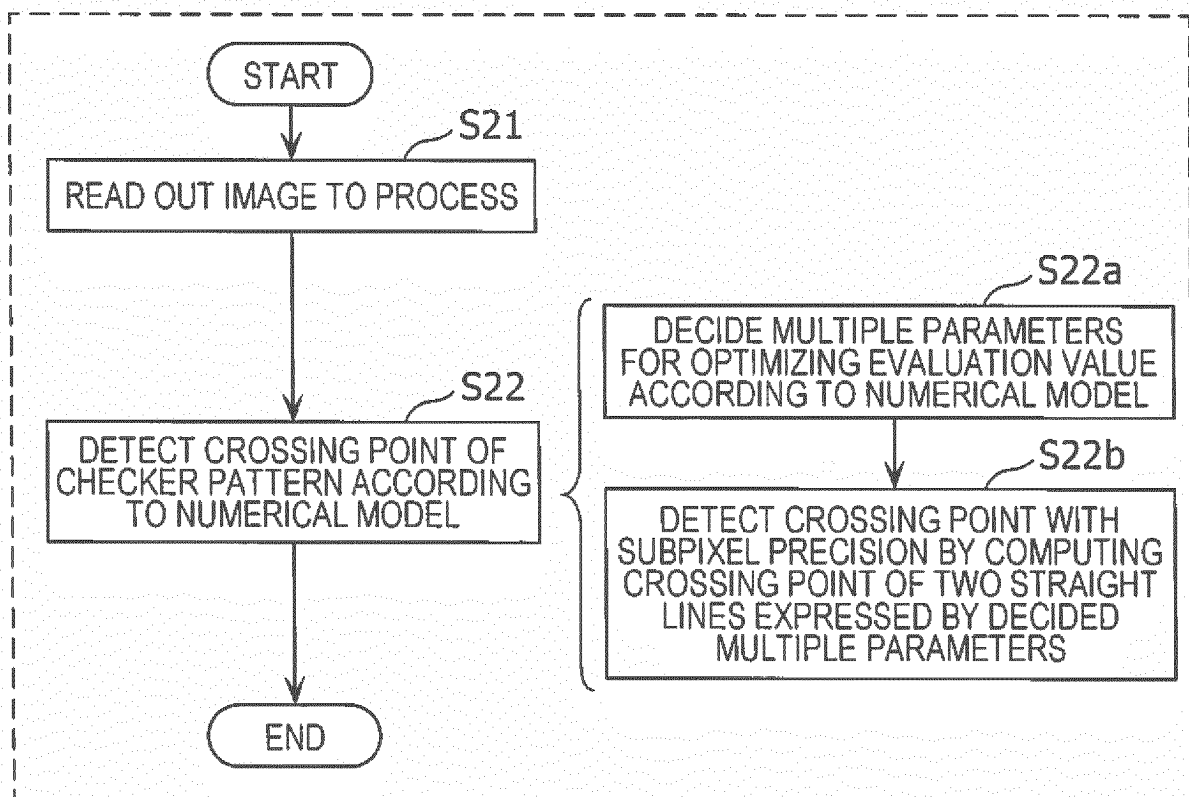 START
S21
READ OUT IMAGE TO PROCESS
S22
DETECT CROSSING POINT OF
CHECKER PATTERN ACCORDING
TO NUMERICAL MODEL
END
S22a
DECIDE MULTIPLE PARAMETERS
FOR OPTIMIZING EVALUATION VALUE
ACCORDING TO NUMERICAL MODEL
S22b
DETECT CROSSING POINT WITH
SUBPIXEL PRECISION BY COMPUTING
CROSSING POINT OF TWO STRAIGHT
LINES EXPRESSED BY DECIDED
MULTIPLE PARAMETERS